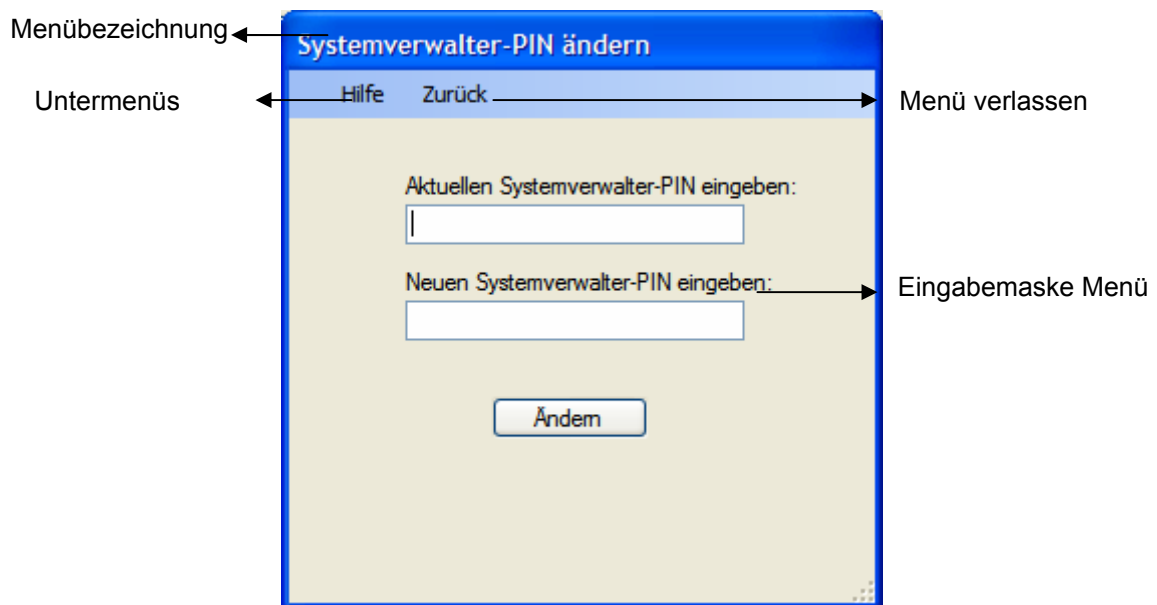 Menübezeichnung
Systemverwalter-PIN ändern
Untermenüs
Hilfe Zurück
Menü verlassen
Aktuellen Systemverwalter-PIN eingeben:
Neuen Systemverwalter-PIN eingeben:
Eingabemaske Menü
Ändern